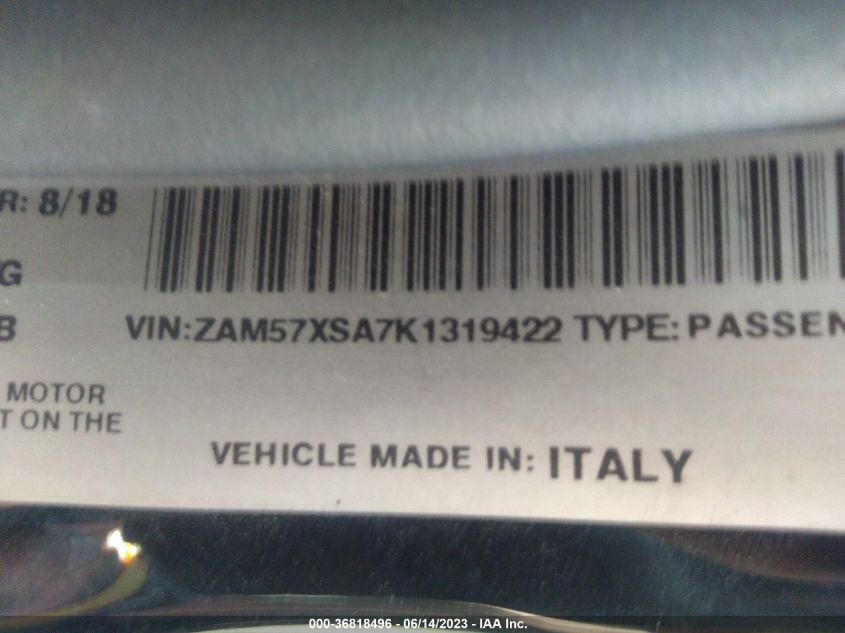 R: 8/18
G
B VIN:ZAM57XSA7K1319422 TYPE: PASSEN
MOTOR
T ON THE
VEHICLE MADE IN: ITALY
000-36818496 - 06/14/2023 - IAA Inc.